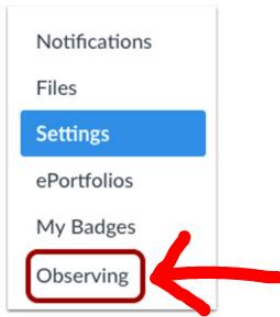 Notifications
Files
Settings
ePortfolios
My Badges
Observing